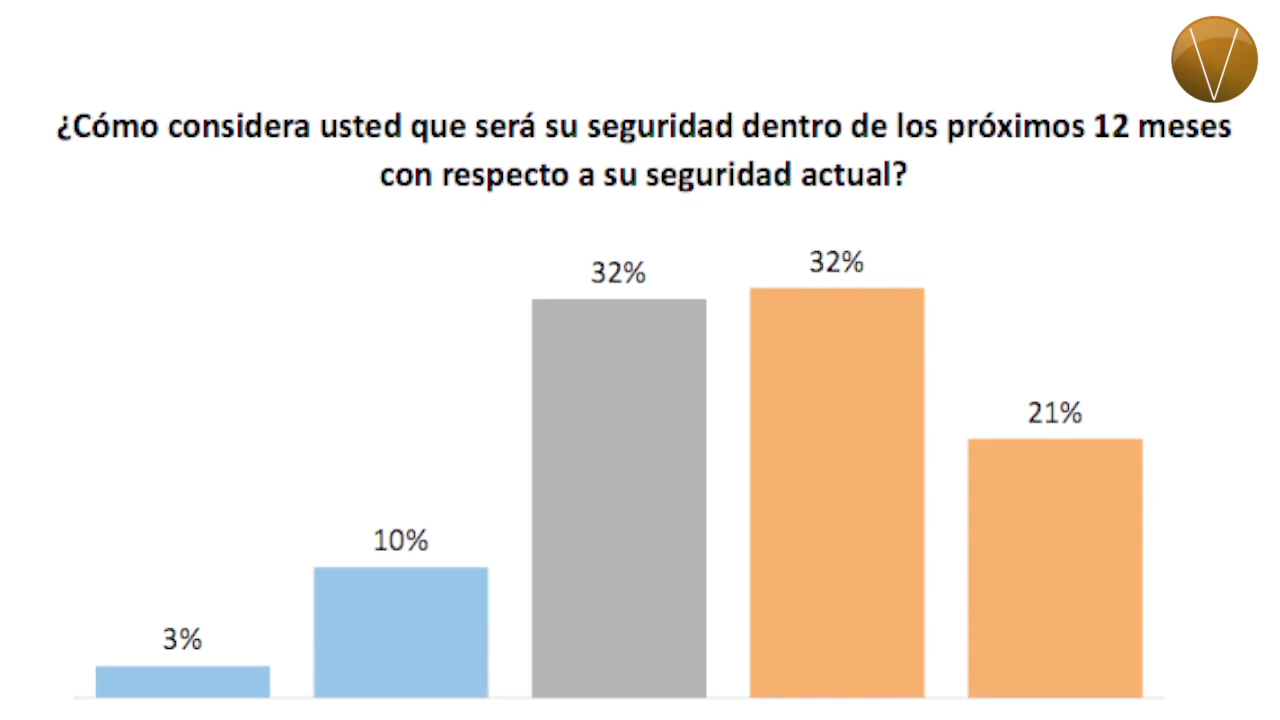 ¿Cómo considera usted que será su seguridad dentro de los próximos 12 meses
con respecto a su seguridad actual?
32%
32%
21%
10%
3%